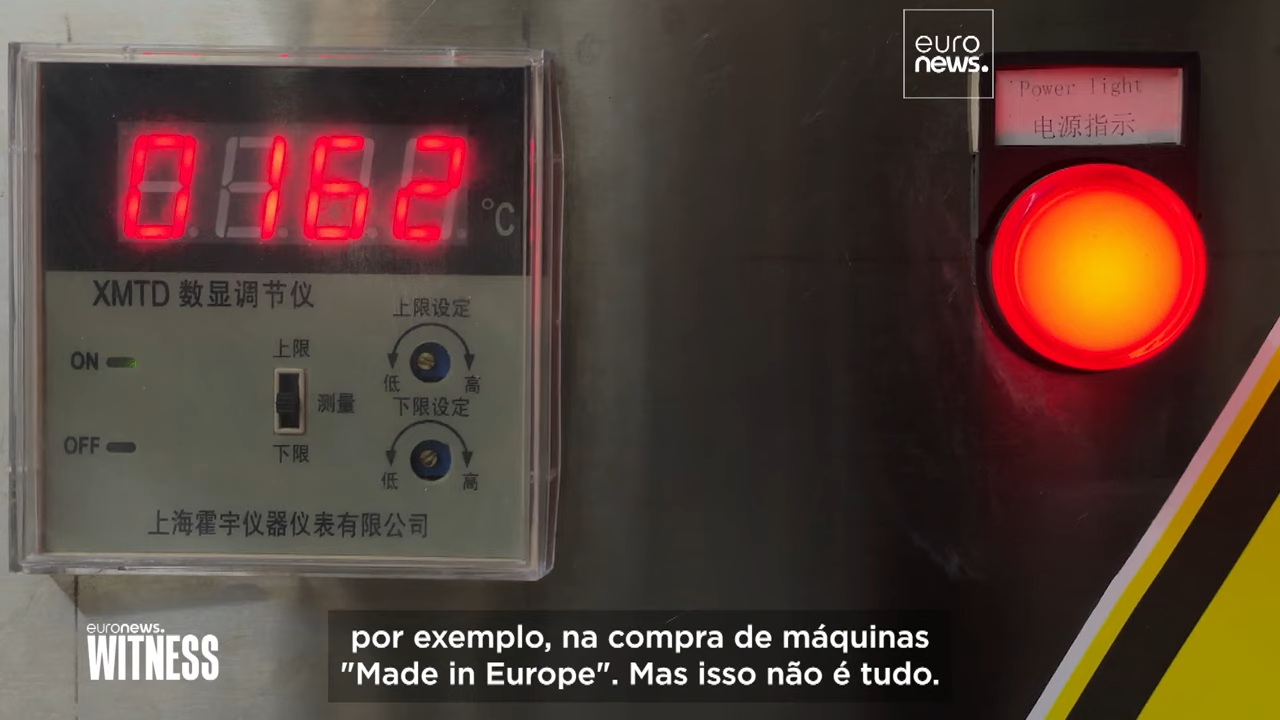 euro
news.
Power light
电源指示
0162
°C
XMTD 数显调节仪
上限设定
ON
上限
低
高
测量
下限设定
OFF
下限
低
高
上海霍宇仪器仪表有限公司
euronews.
WITNESS
por exemplo, na compra de máquinas
"Made in Europe". Mas isso não é tudo.